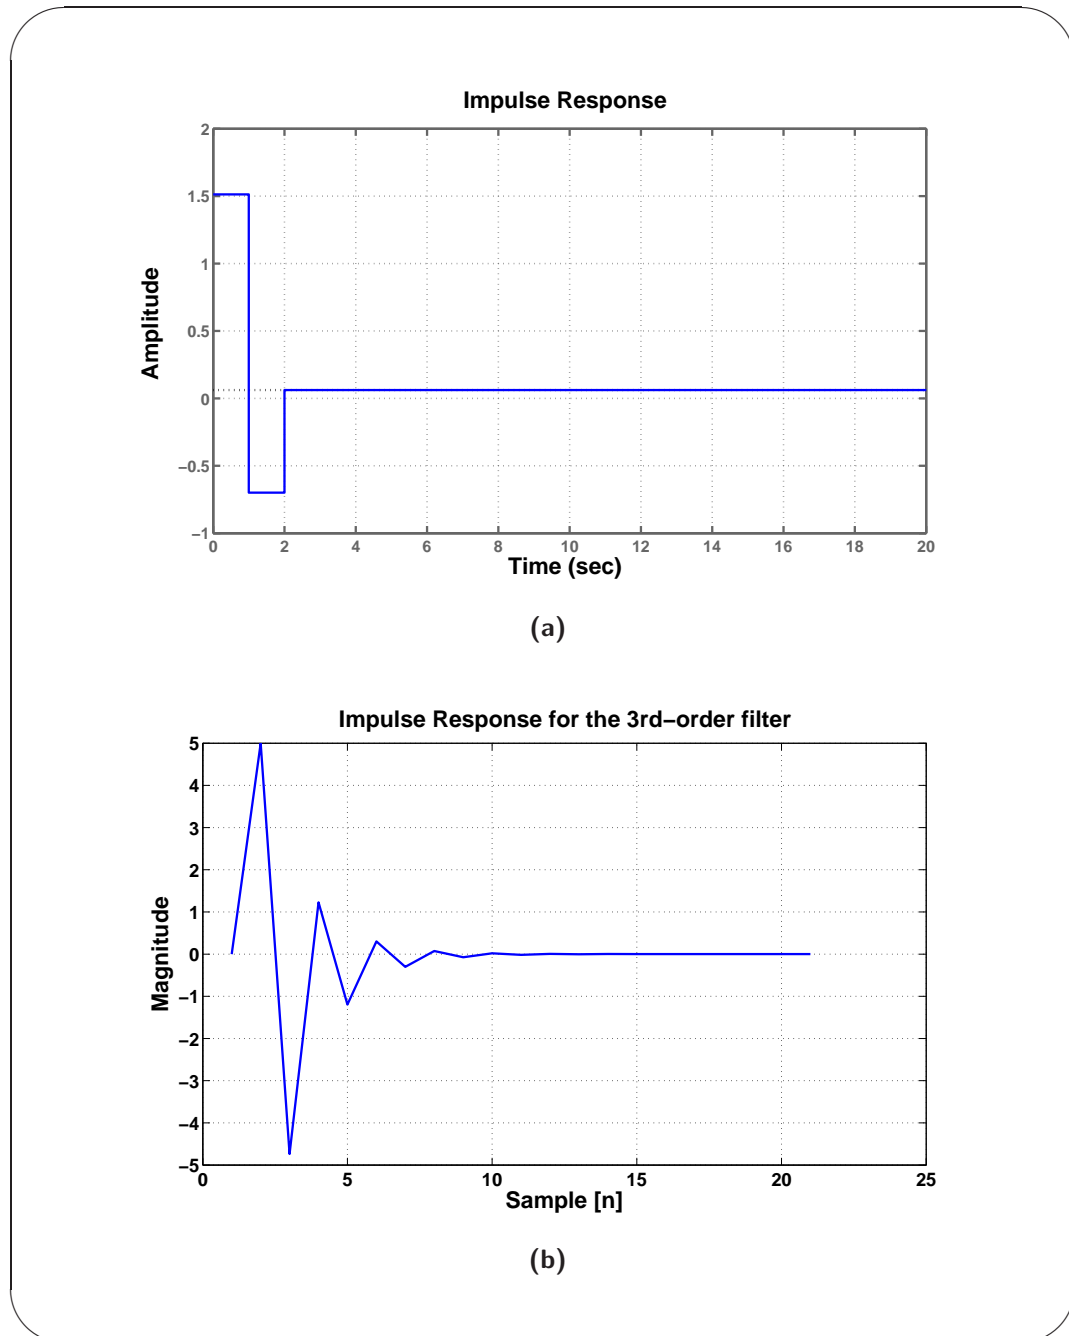 Impulse Response
2
1.5
1
0.5
0
−0.5
−1
Amplitude
0 2 4 6 8 10 12 14 16 18 20
Time (sec)
(a)
Impulse Response for the 3rd−order filter
5
4
3
2
1
0
−1
−2
−3
−4
−5
Magnitude
0 5 10 15 20 25
Sample [n]
(b)